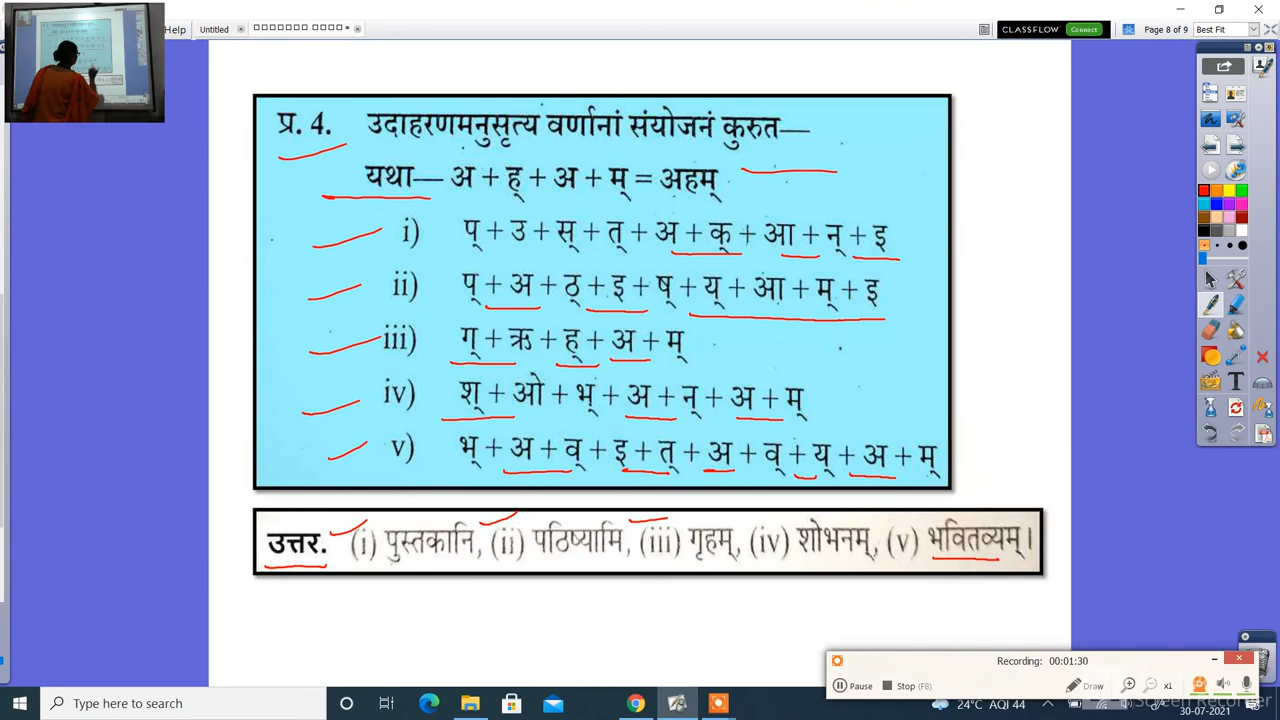 Help
Untitled
CLASSFLOW Connect
Page 8 of 9
Best Fit
प्र. 4. उदाहरणमनुसृत्य वर्णानां संयोजनं कुरुत—
यथा— अ + ह् + अ + म् = अहम्
i) प् + उ + स् + त् + अ + क् + आ + न् + इ
ii) प् + अ + ठ् + इ + ष् + य् + आ + म् + इ
iii) ग् + ऋ + ह् + अ + म्
iv) श् + ओ + भ् + अ + न् + अ + म्
v) भ् + अ + व् + इ + त् + अ + व् + य् + अ + म्
उत्तर. (i) पुस्तकानि, (ii) पठिष्यामि, (iii) गृहम्, (iv) शोभनम्, (v) भवितव्यम्।
Recording: 00:01:30
Pause Stop (F8) Draw x1
Type here to search
24°C AQI 44
30-07-2021